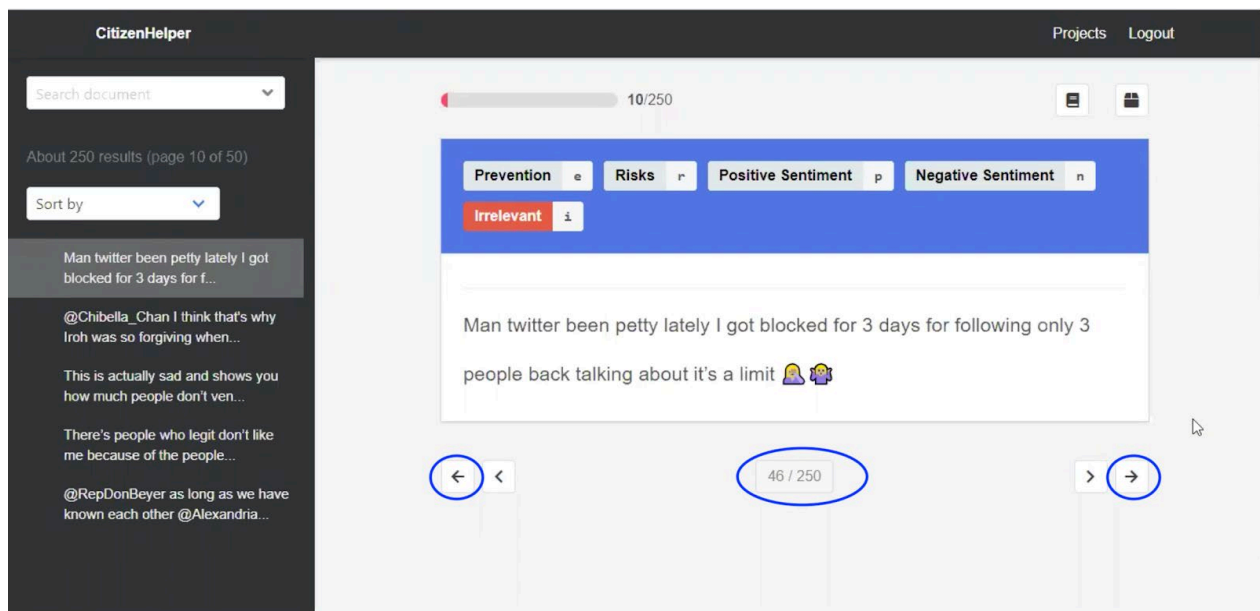 CitizenHelper
Projects Logout
Search document
10/250
About 250 results (page 10 of 50)
Sort by
Prevention e Risks r Positive Sentiment p Negative Sentiment n
Irrelevant i
Man twitter been petty lately I got
blocked for 3 days for f...
@Chibella_Chan I think that's why
Iroh was so forgiving when...
This is actually sad and shows you
how much people don't ven...
There's people who legit don't like
me because of the people...
@RepDonBeyer as long as we have
known each other @Alexandria...
Man twitter been petty lately I got blocked for 3 days for following only 3
people back talking about it's a limit 🤦🤷
46 / 250